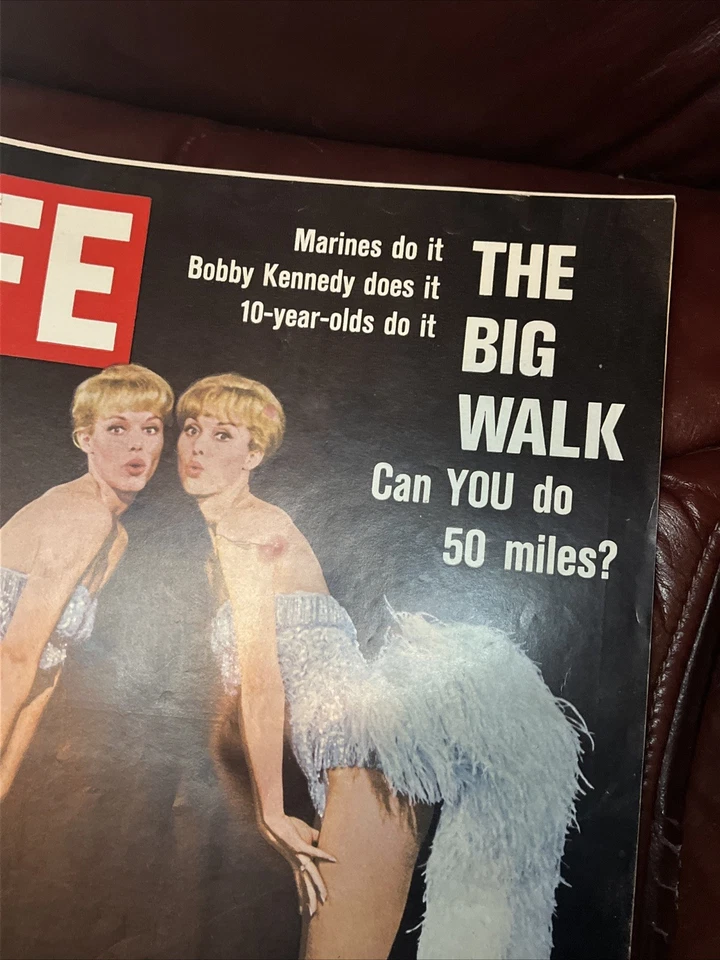 FE
Marines do it
Bobby Kennedy does it
10-year-olds do it
THE
BIG
WALK
Can YOU do
50 miles?